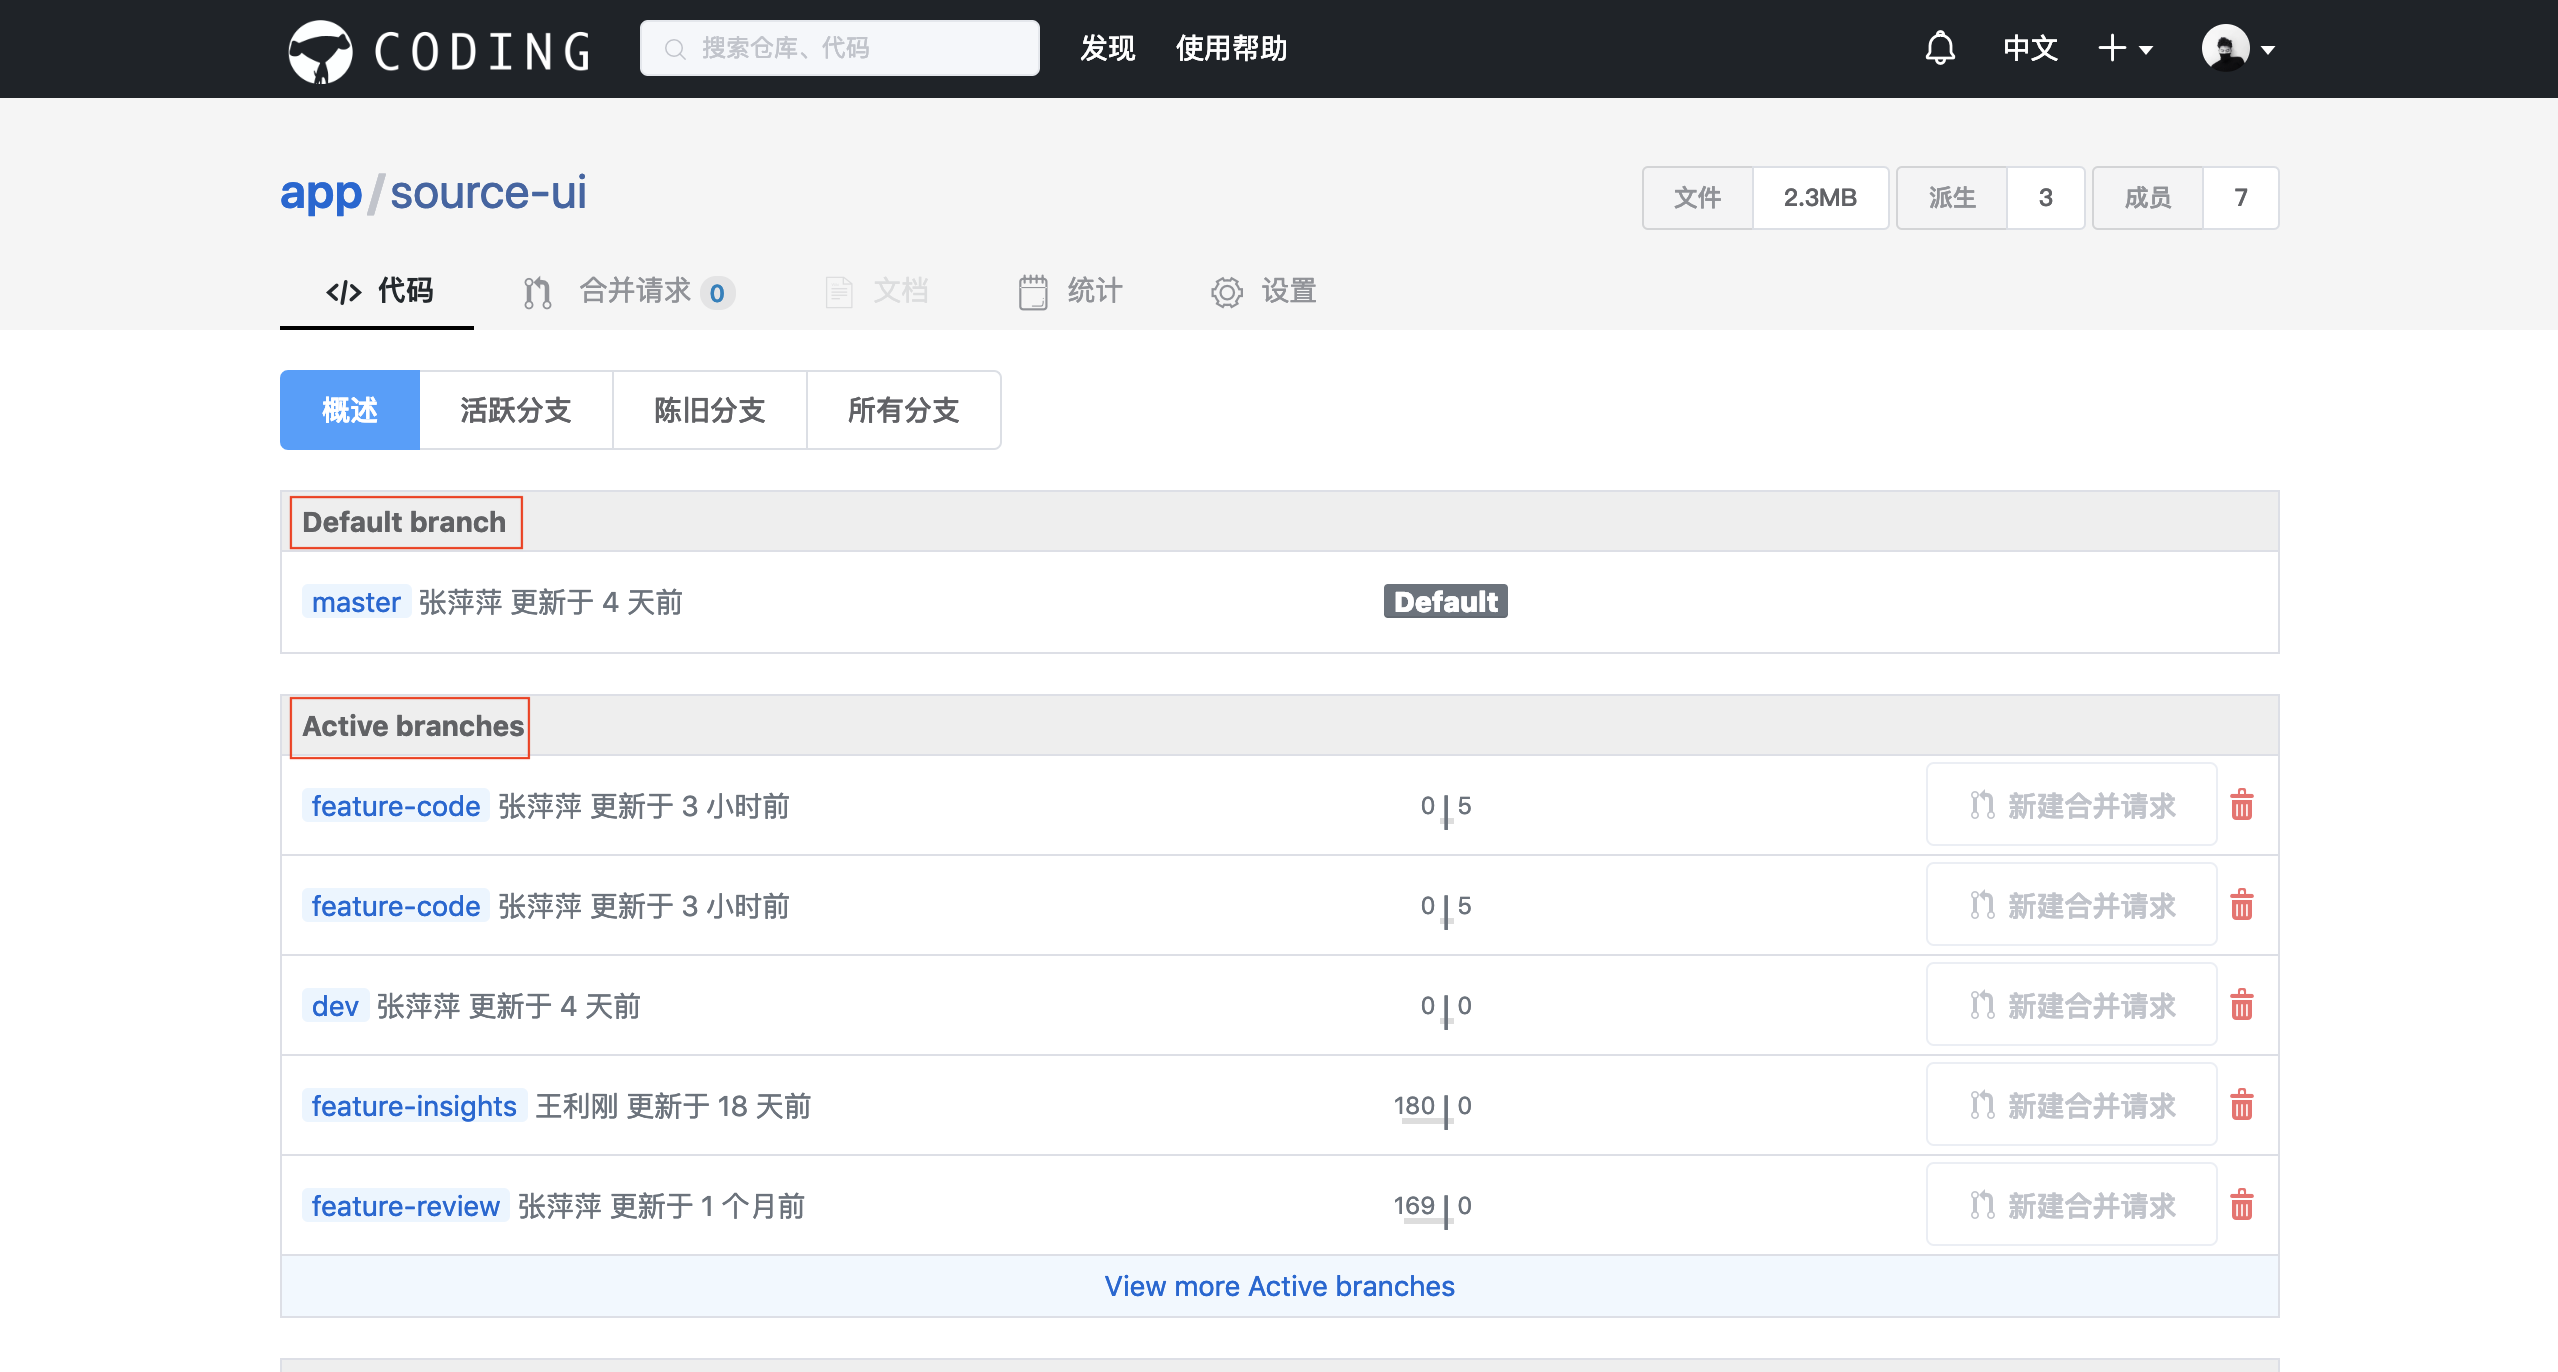 CODING 搜索仓库、代码 发现 使用帮助 中文
app/source-ui 文件 2.3MB 派生 3 成员 7
代码 合并请求 0 文档 统计 设置
概述 活跃分支 陈旧分支 所有分支
Default branch
master 张萍萍 更新于 4 天前 Default
Active branches
feature-code 张萍萍 更新于 3 小时前 0 | 5 新建合并请求
feature-code 张萍萍 更新于 3 小时前 0 | 5 新建合并请求
dev 张萍萍 更新于 4 天前 0 | 0 新建合并请求
feature-insights 王利刚 更新于 18 天前 180 | 0 新建合并请求
feature-review 张萍萍 更新于 1 个月前 169 | 0 新建合并请求
View more Active branches